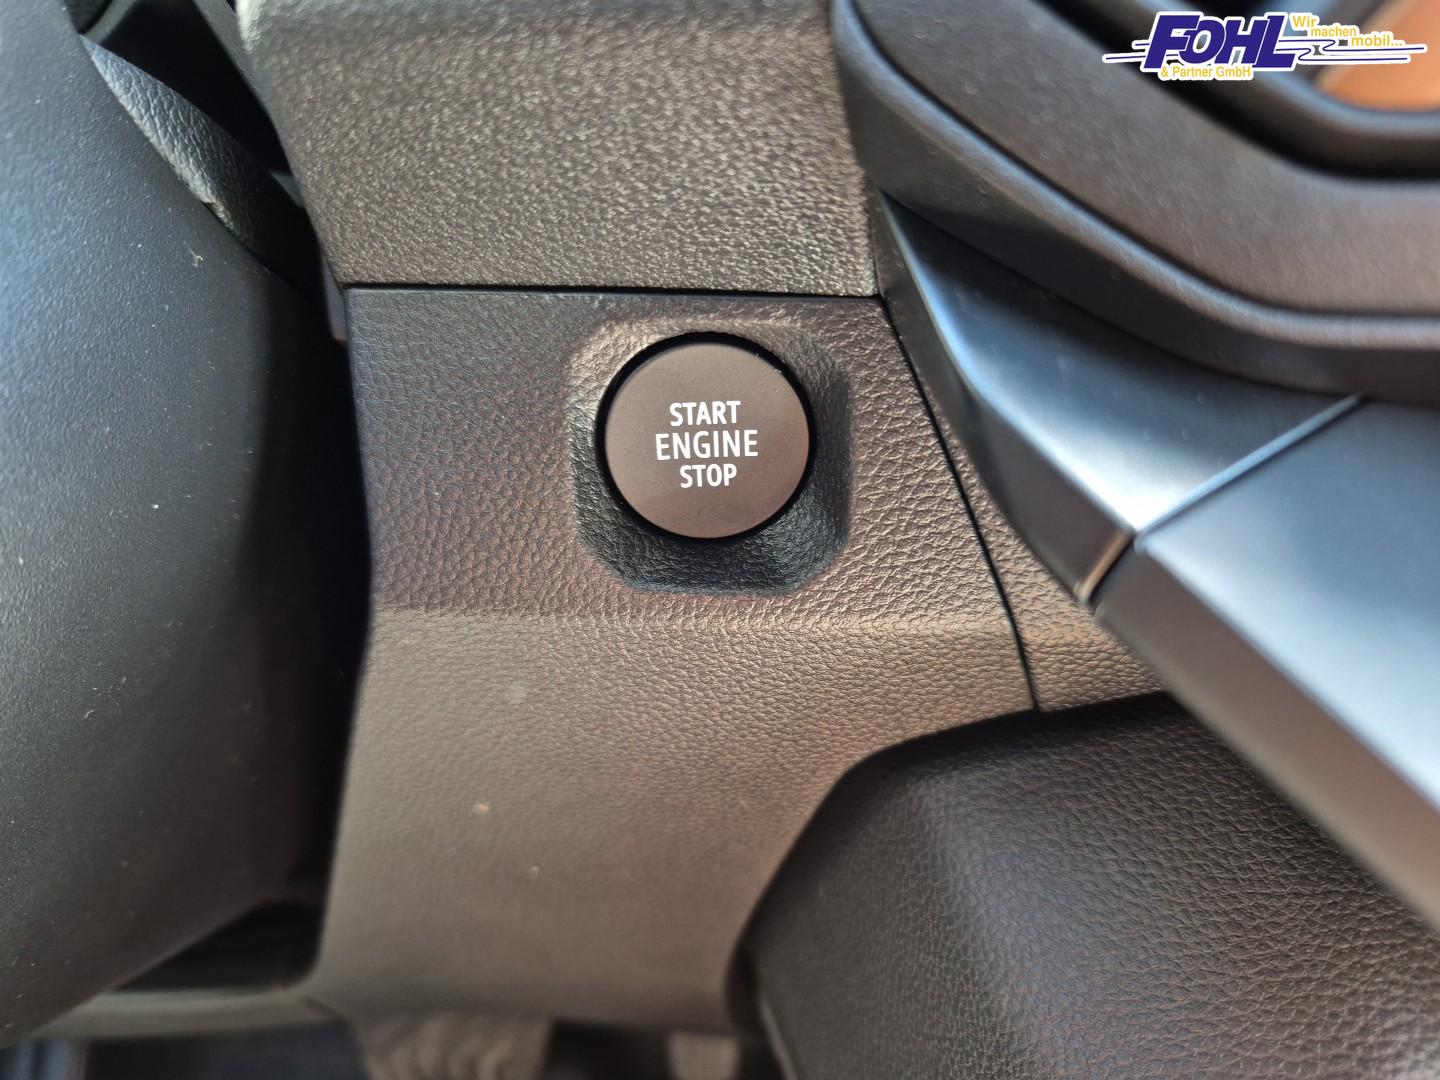 FOHL
Wir
machen
mobil...
& Partner GmbH
START
ENGINE
STOP